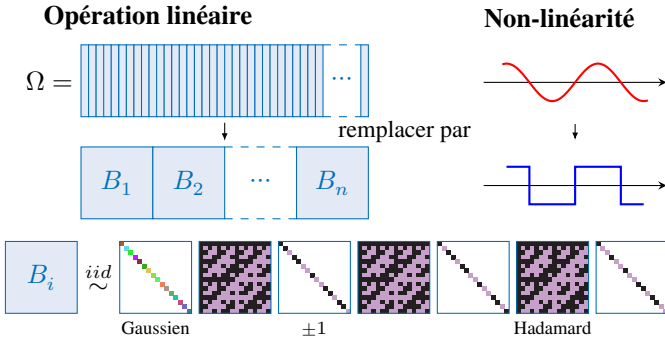 Opération linéaire
Non-linéarité
Ω = ...
remplacer par
B₁ B₂ ... Bₙ
Bᵢ iid ∼
Gaussien ±1 Hadamard